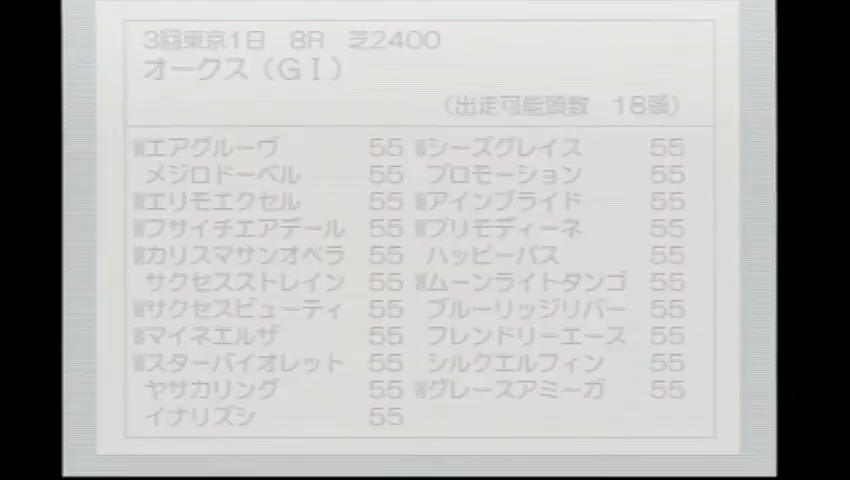 3回東京1日 8R 芝2400
オークス(GⅠ)
(出走可能頭数 18頭)
エアグルーヴ 55 シーズグレイス 55
メジロドーベル 55 プロモーション 55
エリモエクセル 55 アインブライド 55
フサイチエアデール 55 プリモディーネ 55
カリスマサンオペラ 55 ハッピーパス 55
サクセスストレイン 55 ムーンライトタンゴ 55
サクセスビューティ 55 ブルーリッジリバー 55
マイネエルザ 55 フレンドリーエース 55
スターバイオレット 55 シルクエルフィン 55
ヤサカリング 55 グレースアミーガ 55
イナリズシ 55